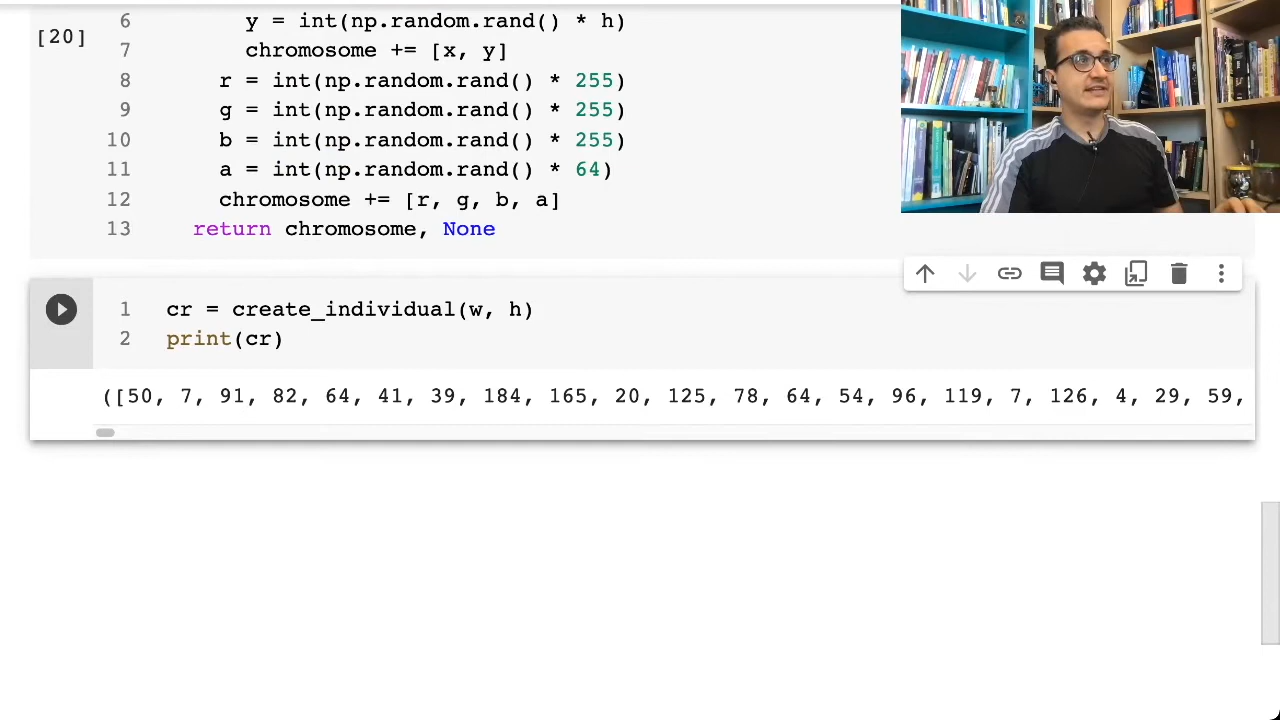 6 y = int(np.random.rand() * h)
[20]
7 chromosome += [x, y]
8 r = int(np.random.rand() * 255)
9 g = int(np.random.rand() * 255)
10 b = int(np.random.rand() * 255)
11 a = int(np.random.rand() * 64)
12 chromosome += [r, g, b, a]
13 return chromosome, None
1 cr = create_individual(w, h)
2 print(cr)
([50, 7, 91, 82, 64, 41, 39, 184, 165, 20, 125, 78, 64, 54, 96, 119, 7, 126, 4, 29, 59,